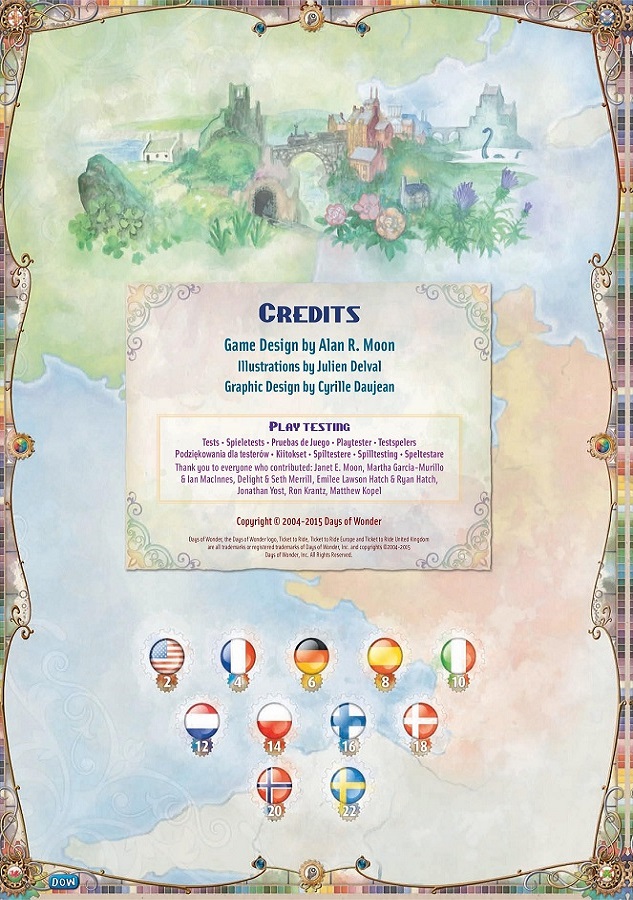 CREDITS
Game Design by Alan R. Moon
Illustrations by Julien Delval
Graphic Design by Cyrille Daujean
PLAY TESTING
Tests • Spieletests • Pruebas de Juego • Playtester • Testspelers
Podziękowania dla testerów • Kiitokset • Spiltestere • Spilltesting • Speltestare
Thank you to everyone who contributed: Janet E. Moon, Martha Garcia-Murillo
& Ian MacInnes, Delight & Seth Merrill, Emilee Lawson Hatch & Ryan Hatch,
Jonathan Yost, Ron Krantz, Matthew Kopel
Copyright © 2004-2015 Days of Wonder
Days of Wonder, the Days of Wonder logo, Ticket to Ride, Ticket to Ride Europe and Ticket to Ride United Kingdom
are all trademarks or registered trademarks of Days of Wonder, Inc. and copyrights ©2004-2015
Days of Wonder, Inc. All Rights Reserved.
2 4 6 8 10
12 14 16 18
20 22
DOW